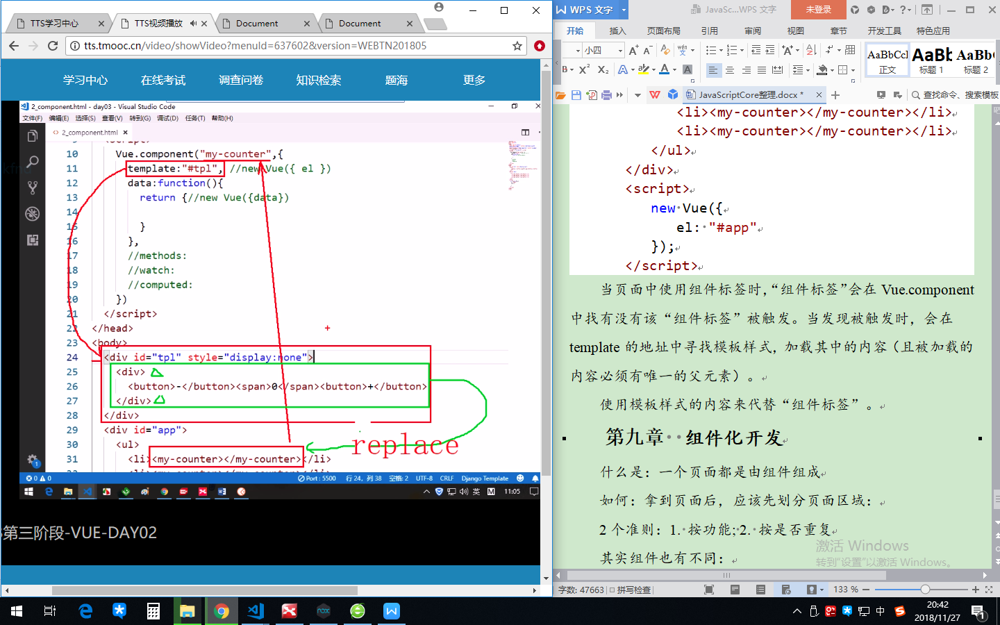 TTS学习中心
TTS视频播放
Document
Document
tts.tmooc.cn/video/showVideo?menuId=637602&version=WEBTN201805
学习中心
在线考试
调查问卷
知识检索
题海
更多
2_component.html - day03 - Visual Studio Code
文件(F) 编辑(E) 选择(S) 查看(V) 转到(G) 调试(D) 任务(T) 帮助(H)
2_component.html
10 Vue.component("my-counter",{
11 template:"#tpl", //new Vue({ el })
12 data:function(){
13 return {//new Vue({data})
14
15 }
16 },
17 //methods:
18 //watch:
19 //computed:
20 })
21 </script>
22 </head>
23 <body>
24 <div id="tpl" style="display:none">
25 <div>
26 <button>-</button><span>0</span><button>+</button>
27 </div>
28 </div>
29 <div id="app">
30 <ul>
31 <li><my-counter></my-counter></li>
replace
0 0 Port : 5500 行 24，列 38 空格: 2 UTF-8 CRLF Django Template
英 M 11:05
第三阶段-VUE-DAY02
WPS 文字
JavaSc...WPS 文字
未登录
开始 插入 页面布局 引用 审阅 视图 章节 开发工具 特色应用
小四
AaBbCcI AaBb AaBb
正文 标题 1 标题 2
JavaScriptCore整理.docx *
查找命令、搜索模板
<li><my-counter></my-counter></li>
<li><my-counter></my-counter></li>
</ul>
</div>
<script>
new Vue({
el: "#app"
});
</script>
当页面中使用组件标签时，“组件标签”会在 Vue.component
中找有没有该“组件标签”被触发。当发现被触发时，会在
template 的地址中寻找模板样式，加载其中的内容（且被加载的
内容必须有唯一的父元素）。
使用模板样式的内容来代替“组件标签”。
第九章 组件化开发
什么是：一个页面都是由组件组成
如何：拿到页面后，应该先划分页面区域：
2 个准则：1. 按功能; 2. 按是否重复
其实组件也有不同：
激活 Windows
转到"设置"以激活 Windows。
字数: 47663 拼写检查
133 %
中
20:42
2018/11/27
1